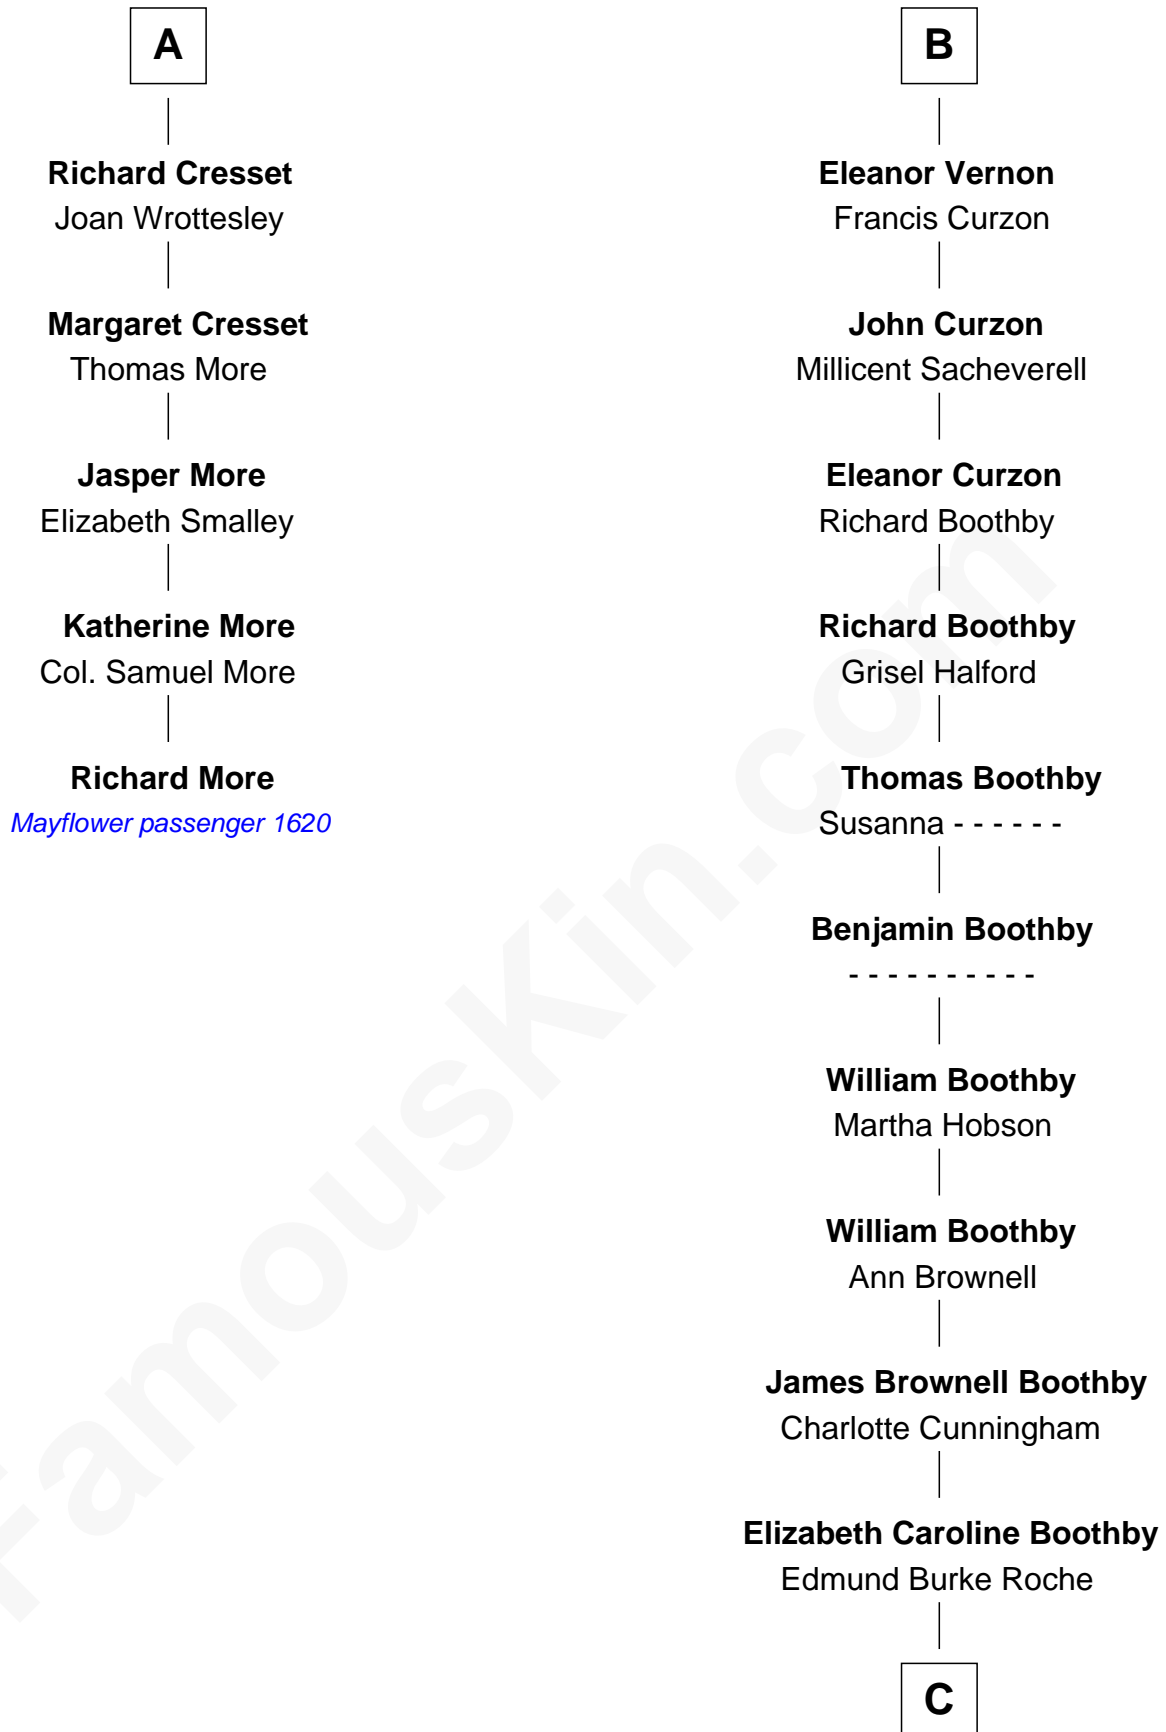 A
Richard Cresset
Joan Wrottesley
Margaret Cresset
Thomas More
Jasper More
Elizabeth Smalley
Katherine More
Col. Samuel More
Richard More
Mayflower passenger 1620
B
Eleanor Vernon
Francis Curzon
John Curzon
Millicent Sacheverell
Eleanor Curzon
Richard Boothby
Richard Boothby
Grisel Halford
Thomas Boothby
Susanna - - - - - -
Benjamin Boothby
- - - - - - - - - -
William Boothby
Martha Hobson
William Boothby
Ann Brownell
James Brownell Boothby
Charlotte Cunningham
Elizabeth Caroline Boothby
Edmund Burke Roche
C
FamousKin.com